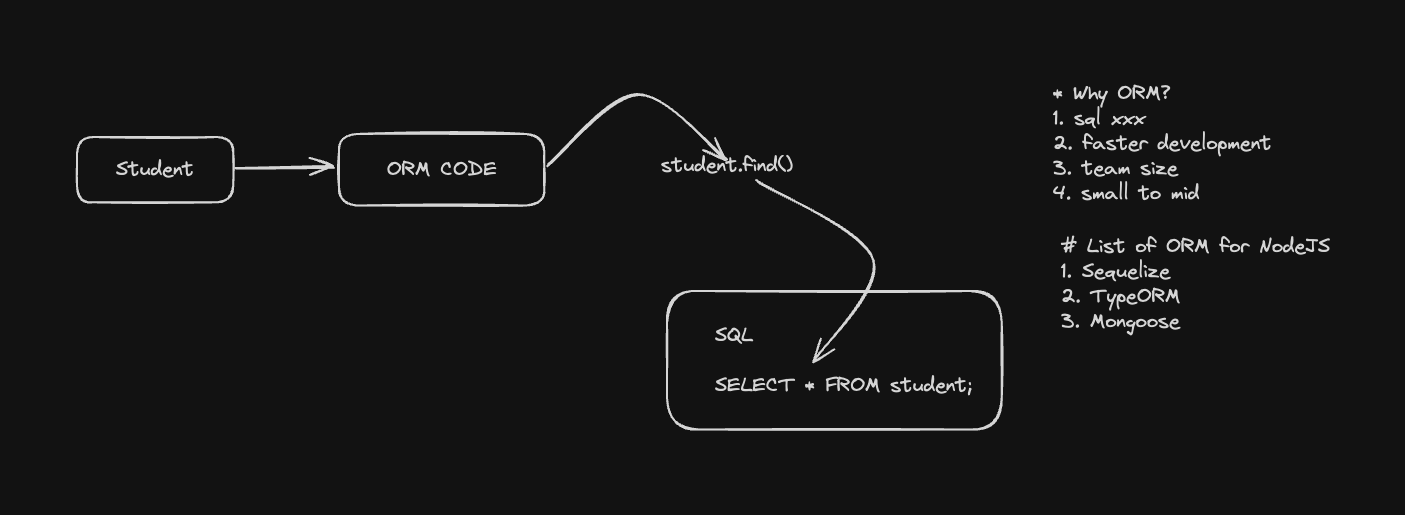 Student
ORM CODE
student.find()
SQL
SELECT * FROM student;
* Why ORM?
1. sql xxx
2. faster development
3. team size
4. small to mid
# List of ORM for NodeJS
1. Sequelize
2. TypeORM
3. Mongoose